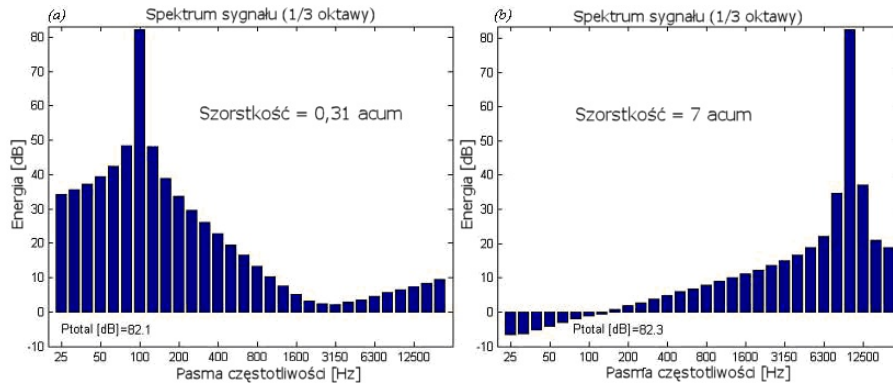 (a)
Spektrum sygnału (1/3 oktawy)
80
70
60
50
40
30
20
10
0
-10
Energia [dB]
Szorstkość = 0,31 acum
Ptotal [dB]=82.1
25 50 100 200 400 800 1600 3150 6300 12500
Pasma częstotliwości [Hz]
(b)
Spektrum sygnału (1/3 oktawy)
80
70
60
50
40
30
20
10
0
-10
Energia [dB]
Szorstkość = 7 acum
Ptotal [dB]=82.3
25 50 100 200 400 800 1600 3150 6300 12500
Pasma częstotliwości [Hz]